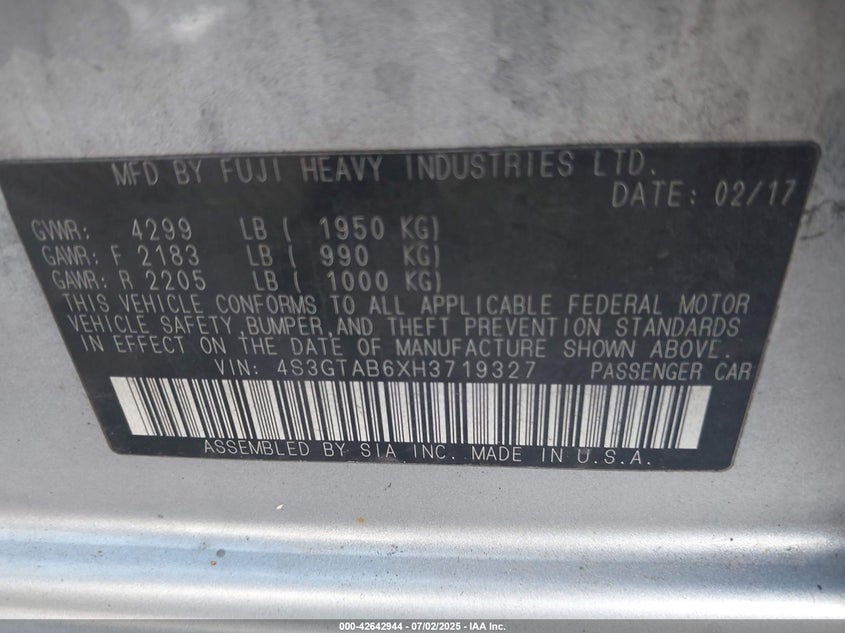 MFD BY FUJI HEAVY INDUSTRIES LTD.
DATE: 02/17
GVWR: 4299 LB ( 1950 KG)
GAWR: F 2183 LB ( 990 KG)
GAWR: R 2205 LB ( 1000 KG)
THIS VEHICLE CONFORMS TO ALL APPLICABLE FEDERAL MOTOR
VEHICLE SAFETY, BUMPER, AND THEFT PREVENTION STANDARDS
IN EFFECT ON THE DATE OF MANUFACTURE SHOWN ABOVE.
VIN: 4S3GTAB6XH3719327 PASSENGER CAR
ASSEMBLED BY SIA INC. MADE IN U.S.A.
000-42642944 - 07/02/2025 - IAA Inc.